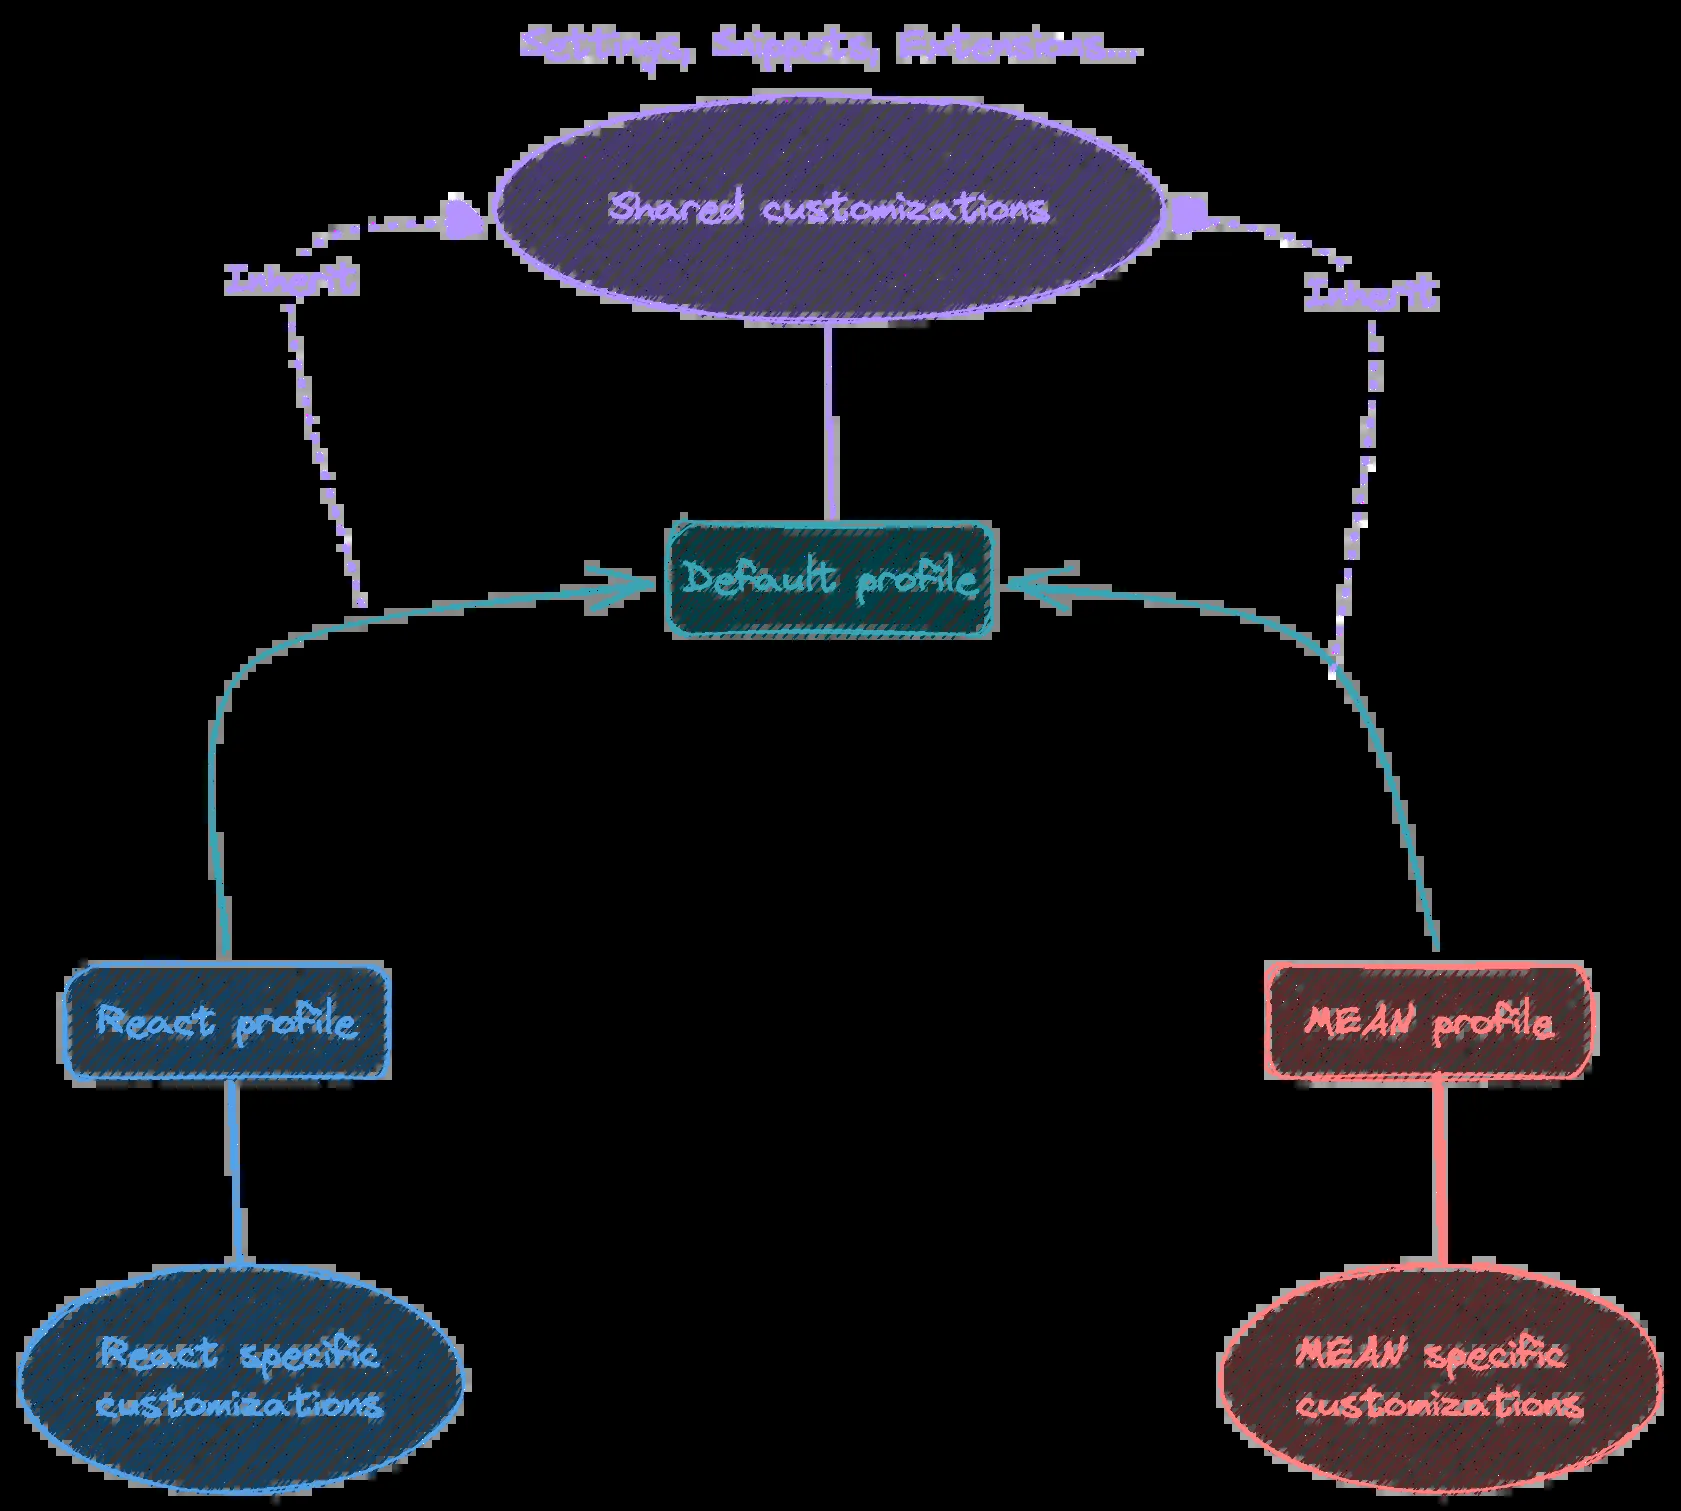 Settings, Snippets, Extensions....
Shared customizations
Inherit
Inherit
Default profile
React profile
MEAN profile
React specific
customizations
MEAN specific
customizations